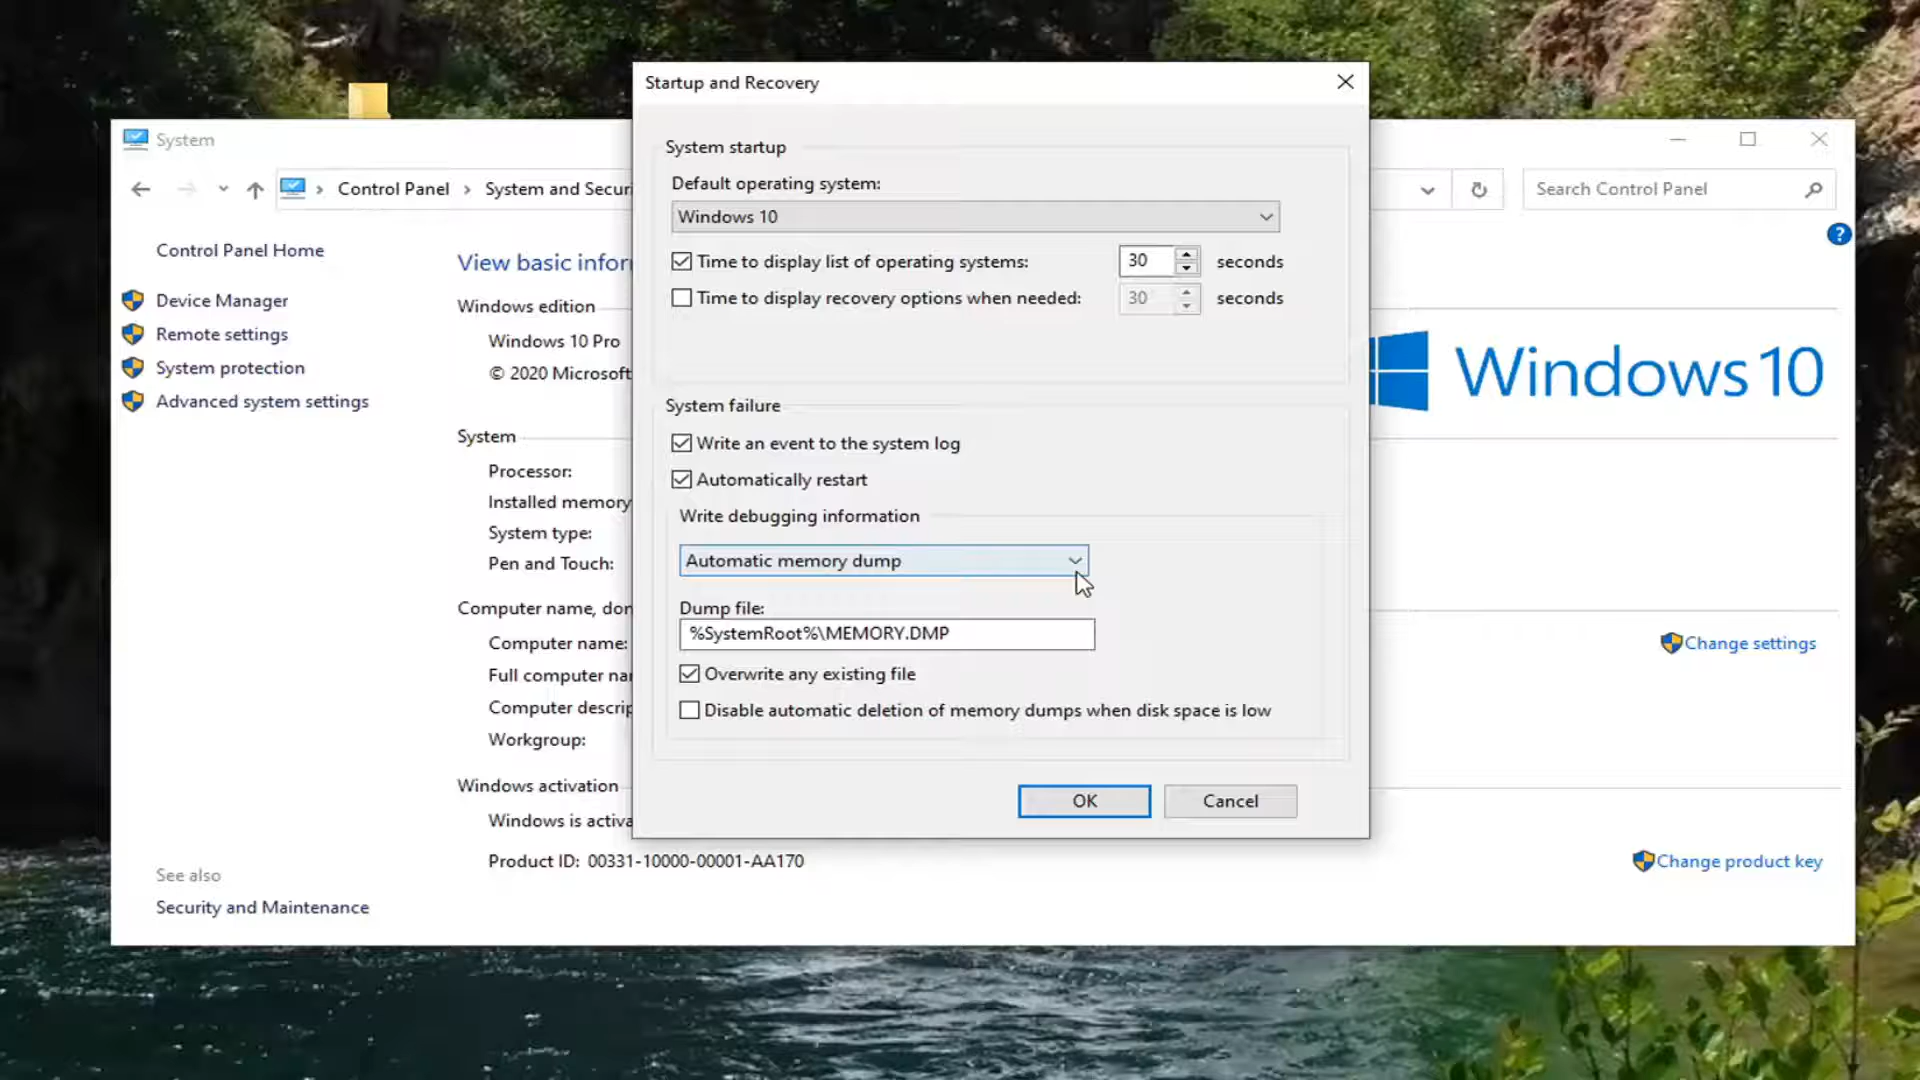 Startup and Recovery
System startup
Default operating system:
Windows 10
Time to display list of operating systems:
30
seconds
Time to display recovery options when needed:
30
seconds
System failure
Write an event to the system log
Automatically restart
Write debugging information
Automatic memory dump
Dump file:
%SystemRoot%\MEMORY.DMP
Overwrite any existing file
Disable automatic deletion of memory dumps when disk space is low
OK
Cancel
System
Control Panel
System and Securi
Search Control Panel
?
Control Panel Home
Device Manager
Remote settings
System protection
Advanced system settings
See also
Security and Maintenance
View basic infor
Windows edition
Windows 10 Pro
© 2020 Microsoft
Windows 10
System
Processor:
Installed memory
System type:
Pen and Touch:
Computer name, don
Computer name:
Full computer na
Computer descrip
Workgroup:
Change settings
Windows activation
Windows is activa
Product ID: 00331-10000-00001-AA170
Change product key